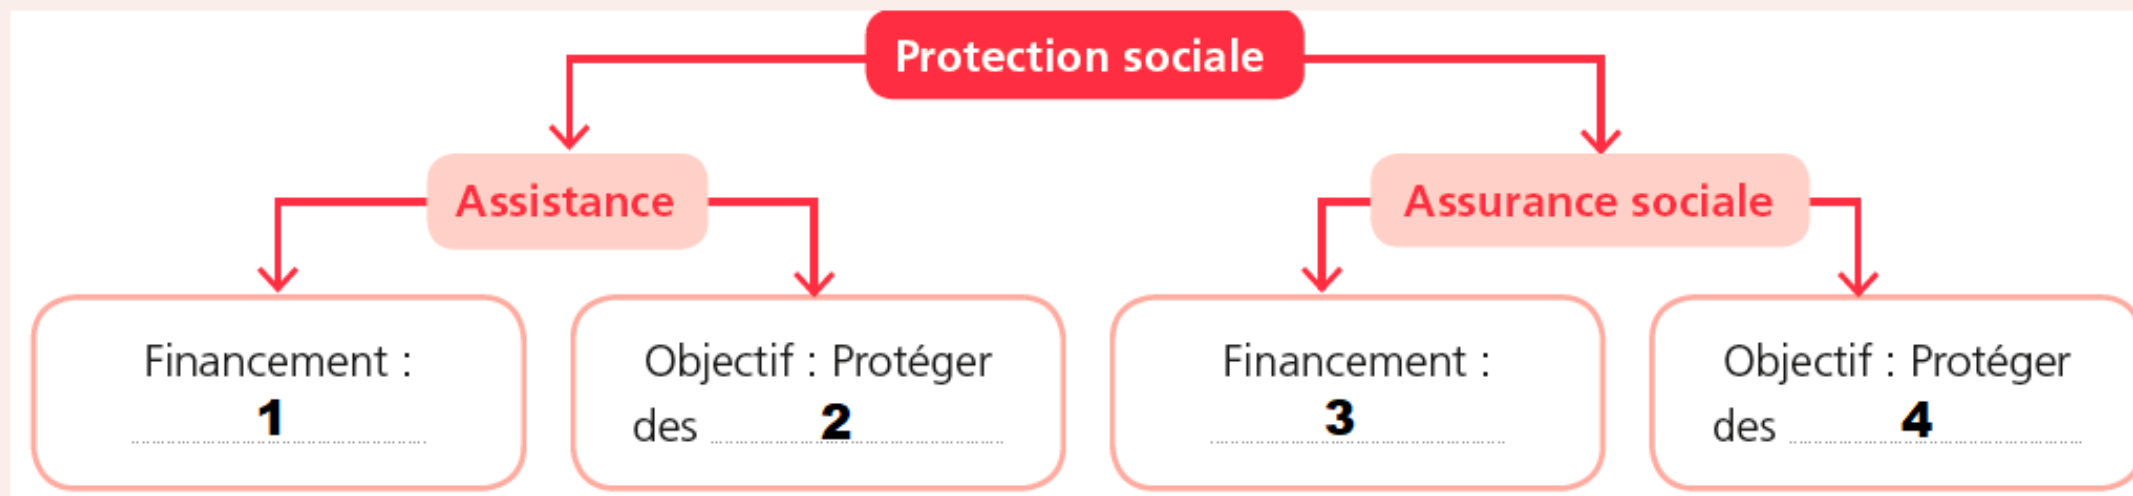 Protection sociale
Assistance
Assurance sociale
Financement :
1
Objectif : Protéger
des 2
Financement :
3
Objectif : Protéger
des 4